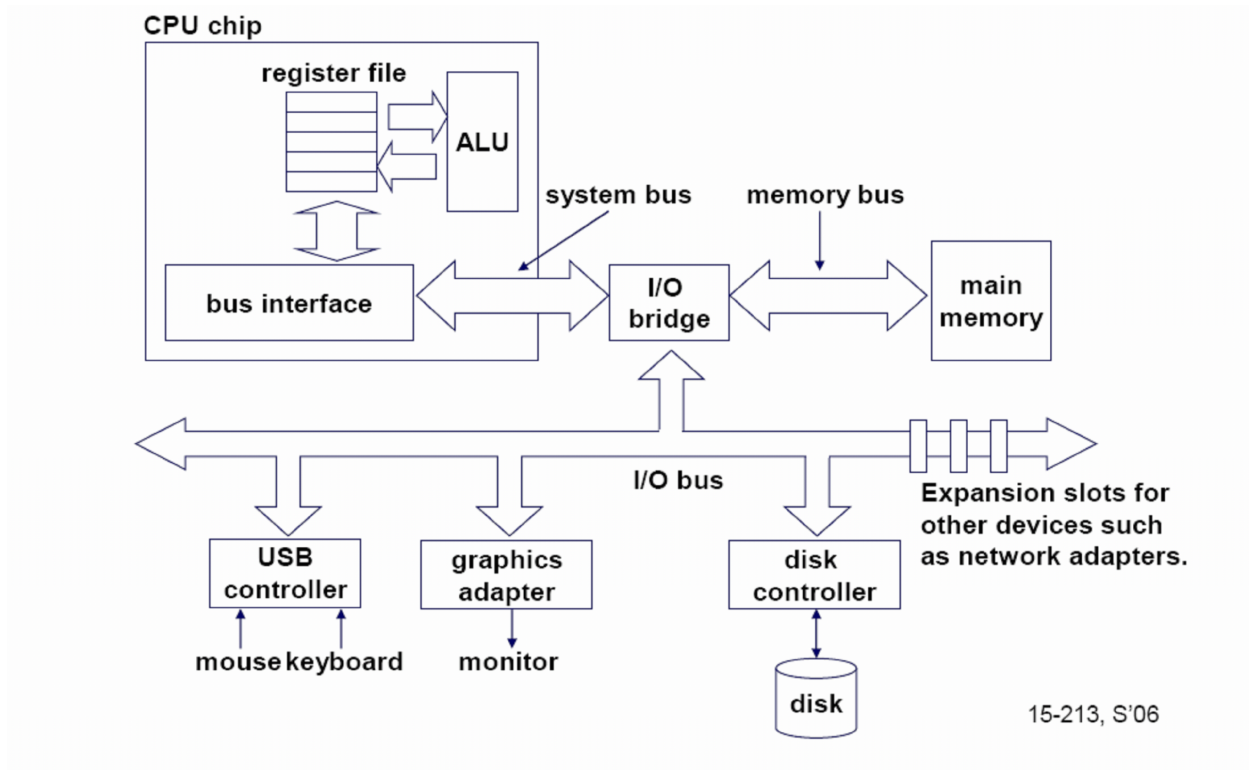 CPU chip
register file
ALU
system bus
memory bus
bus interface
I/O
bridge
main
memory
I/O bus
Expansion slots for
other devices such
as network adapters.
USB
controller
graphics
adapter
disk
controller
mouse keyboard
monitor
disk
15-213, S'06